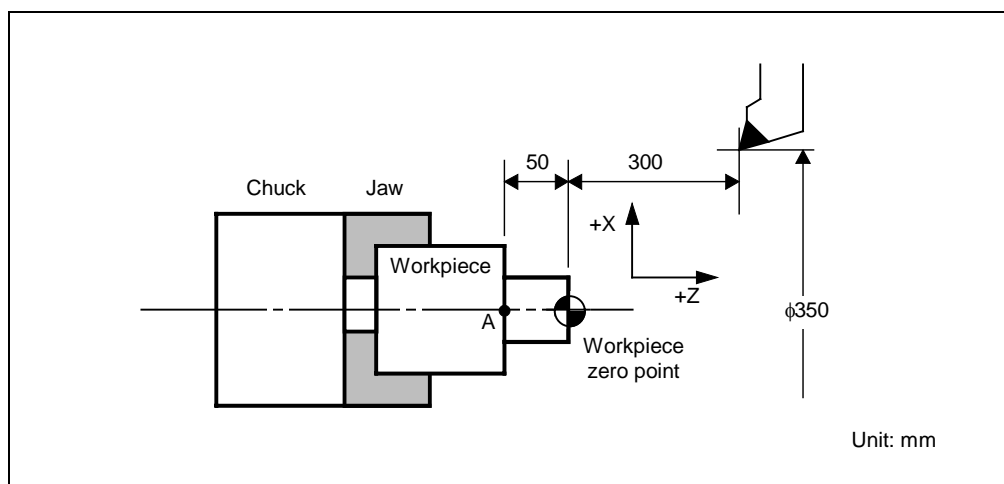 50
300
Chuck
Jaw
+X
Workpiece
+Z
A
ϕ350
Workpiece
zero point
Unit: mm